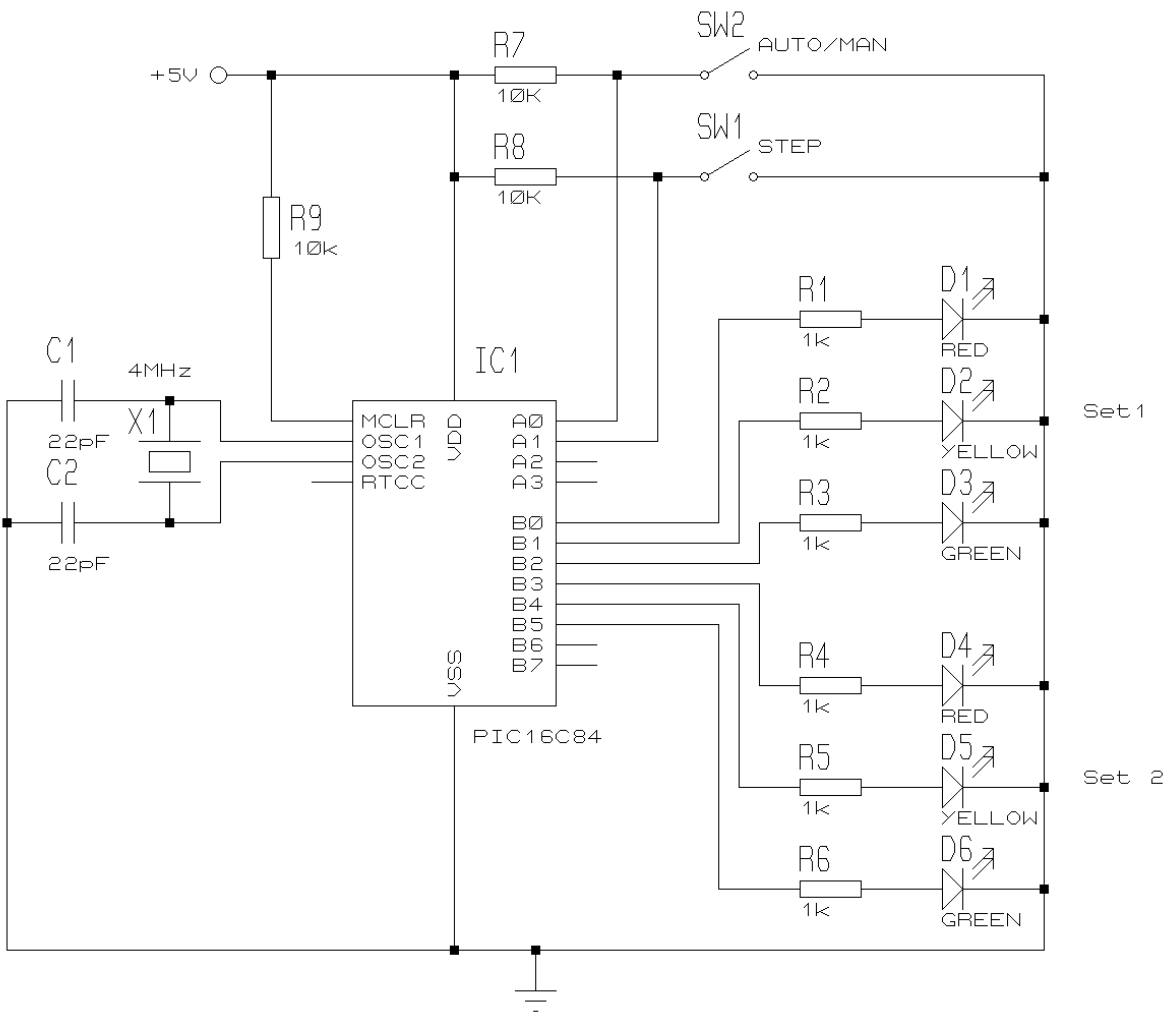 SW2
AUTO/MAN
R7
+5V
10K
SW1
STEP
R8
10K
R9
10k
R1
1k
D1
RED
C1
22pF
4MHz
X1
IC1
R2
1k
D2
YELLOW
Set1
MCLR
OSC1
OSC2
RTCC
VDD
A0
A1
A2
A3
C2
22pF
R3
1k
D3
GREEN
B0
B1
B2
B3
B4
B5
B6
B7
VSS
PIC16C84
R4
1k
D4
RED
R5
1k
D5
YELLOW
Set 2
R6
1k
D6
GREEN